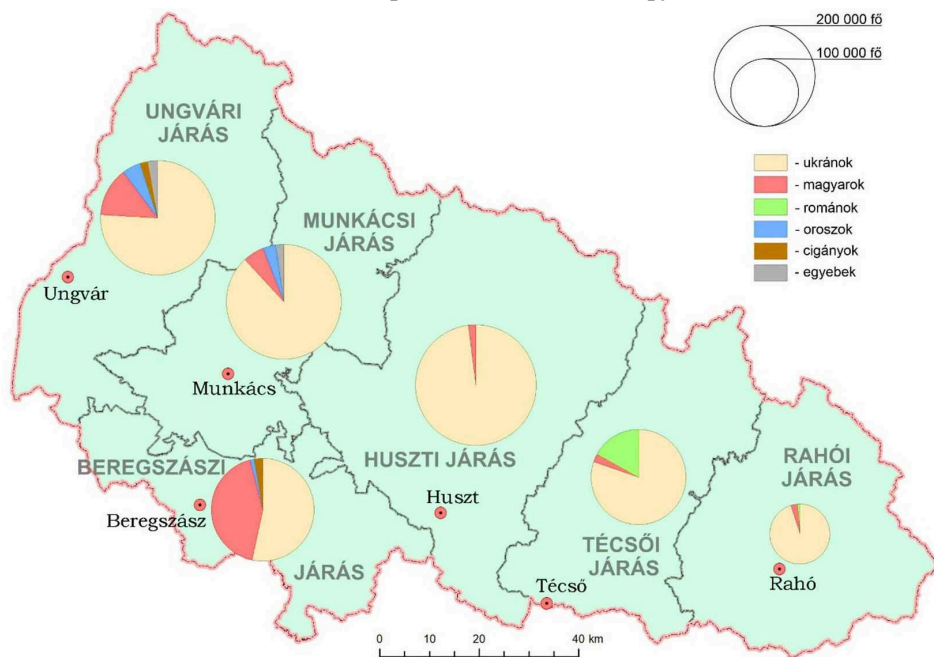 200 000 fő
100 000 fő
- ukránok
- magyarok
- románok
- oroszok
- cigányok
- egyebek
UNGVÁRI
JÁRÁS
MUNKÁCSI
JÁRÁS
Ungvár
Munkács
BEREGSZÁSZI
JÁRÁS
Beregszász
HUSZTI JÁRÁS
Huszt
TÉCSŐI
JÁRÁS
Técső
RAHÓI
JÁRÁS
Rahó
0 10 20 40 km